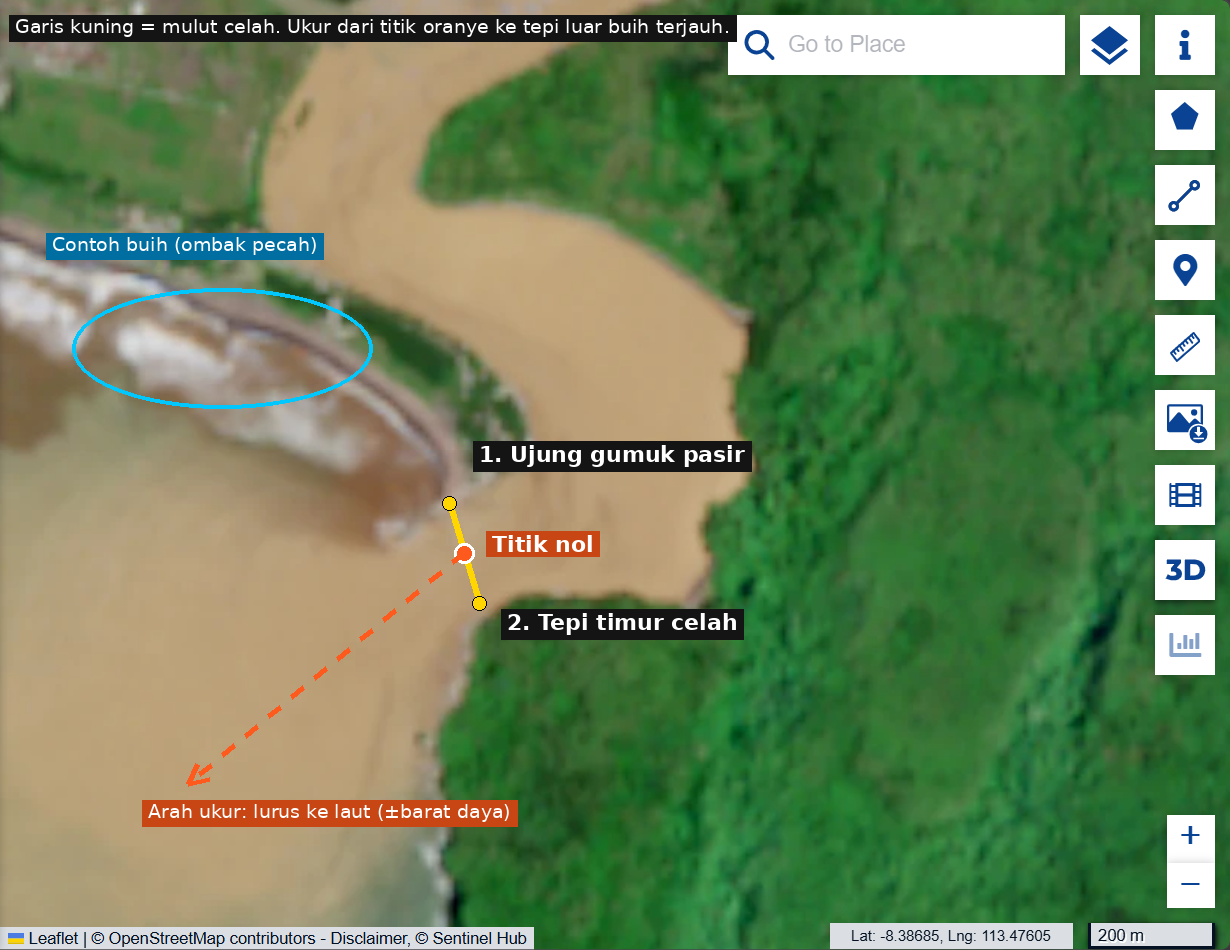 Garis kuning = mulut celah. Ukur dari titik oranye ke tepi luar buih terjauh.
Go to Place
Contoh buih (ombak pecah)
1. Ujung gumuk pasir
Titik nol
3D
2. Tepi timur celah
Arah ukur: lurus ke laut (±barat daya)
+
−
Leaflet | © OpenStreetMap contributors - Disclaimer, © Sentinel Hub
Lat: -8.38685, Lng: 113.47605
200 m